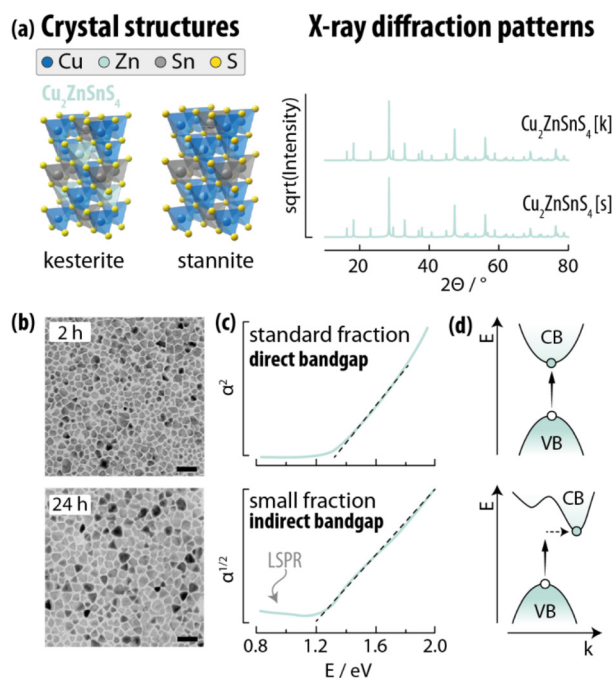 (a) Crystal structures
X-ray diffraction patterns
Cu Zn Sn S
Cu₂ZnSnS₄
kesterite
stannite
sqrt(Intensity)
Cu₂ZnSnS₄ [k]
Cu₂ZnSnS₄ [s]
20 40 60 80
2Θ / °
(b)
2 h
24 h
(c)
α²
standard fraction
direct bandgap
α¹/²
small fraction
indirect bandgap
LSPR
0.8 1.2 1.6 2.0
E / eV
(d)
E
CB
VB
E
CB
VB
k